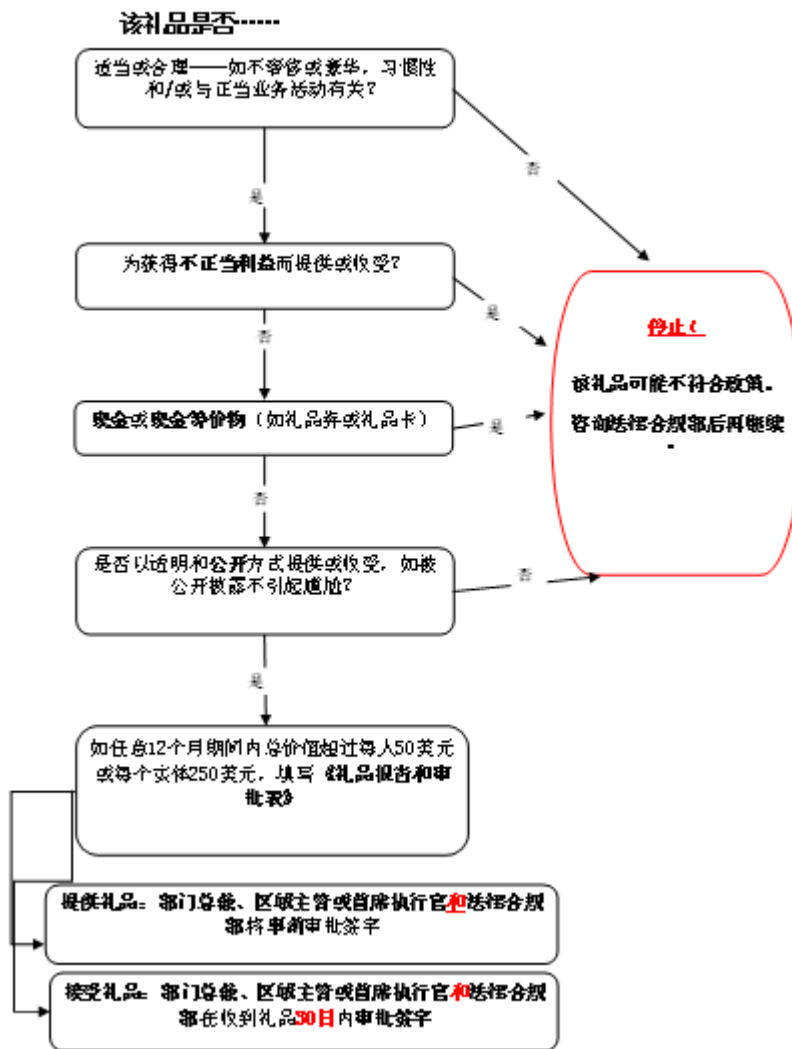 该礼品是否……
适当或合理——如不奢侈或豪华，习惯性
和/或与正当业务活动有关？
否
是
为获得不正当利益而提供或收受？
是
否
停止！
该礼品可能不符合政策。
咨询法律合规部后再继续
。
现金或现金等价物（如礼品券或礼品卡）
是
否
是否以透明和公开方式提供或收受，如被
公开披露不引起尴尬？
否
是
如任意12个月期间内总价值超过每人50美元
或每个实体250美元，填写《礼品报告和审
批表》
提供礼品：部门总裁、区域主管或首席执行官和法律合规
部将事前审批签字
接受礼品：部门总裁、区域主管或首席执行官和法律合规
部在收到礼品30日内审批签字